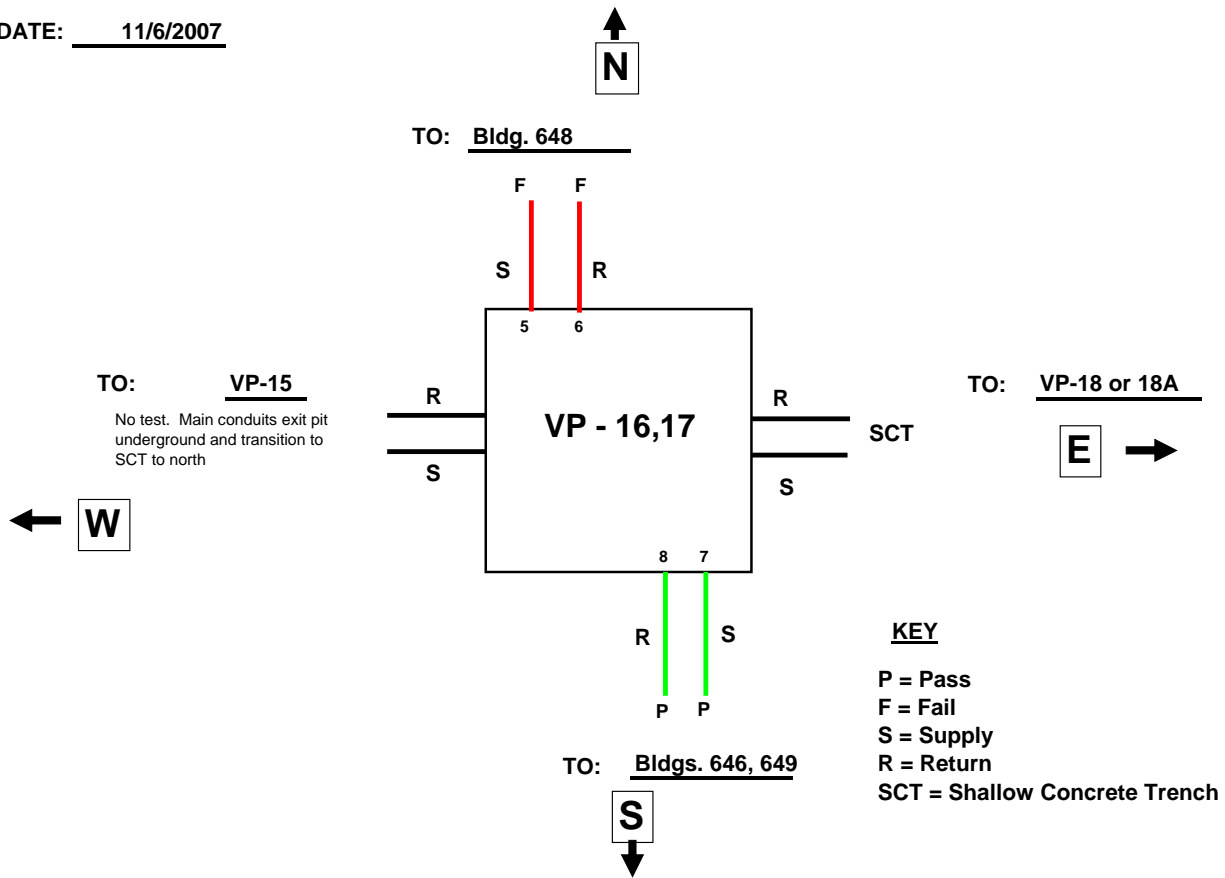 DATE: 11/6/2007
N
TO: Bldg. 648
F F
S R
5 6
TO: VP-15
No test. Main conduits exit pit
underground and transition to
SCT to north
R
S
W
VP - 16,17
R
SCT
S
TO: VP-18 or 18A
E
8 7
R S
P P
TO: Bldgs. 646, 649
S
KEY
P = Pass
F = Fail
S = Supply
R = Return
SCT = Shallow Concrete Trench